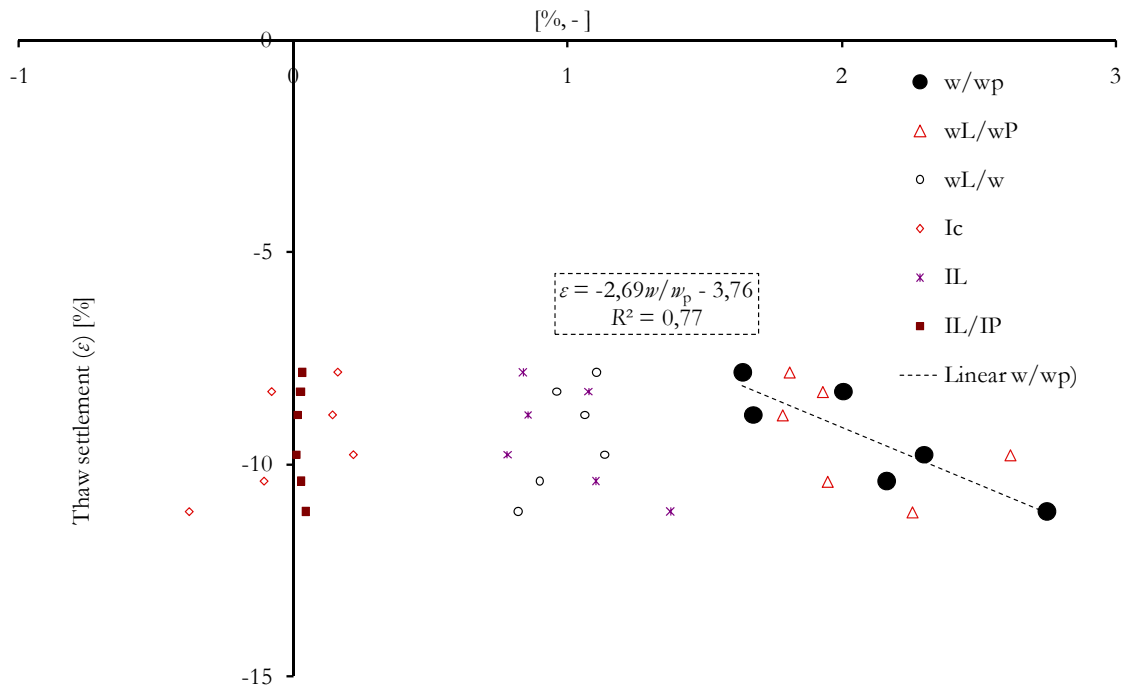 [%, - ]
0
-1
0
1
2
3
w/wp
wL/wP
wL/w
Ic
IL
IL/IP
Linear w/wp)
-5
ε = -2,69w/wp - 3,76
R² = 0,77
Thaw settlement (ε) [%]
-10
-15